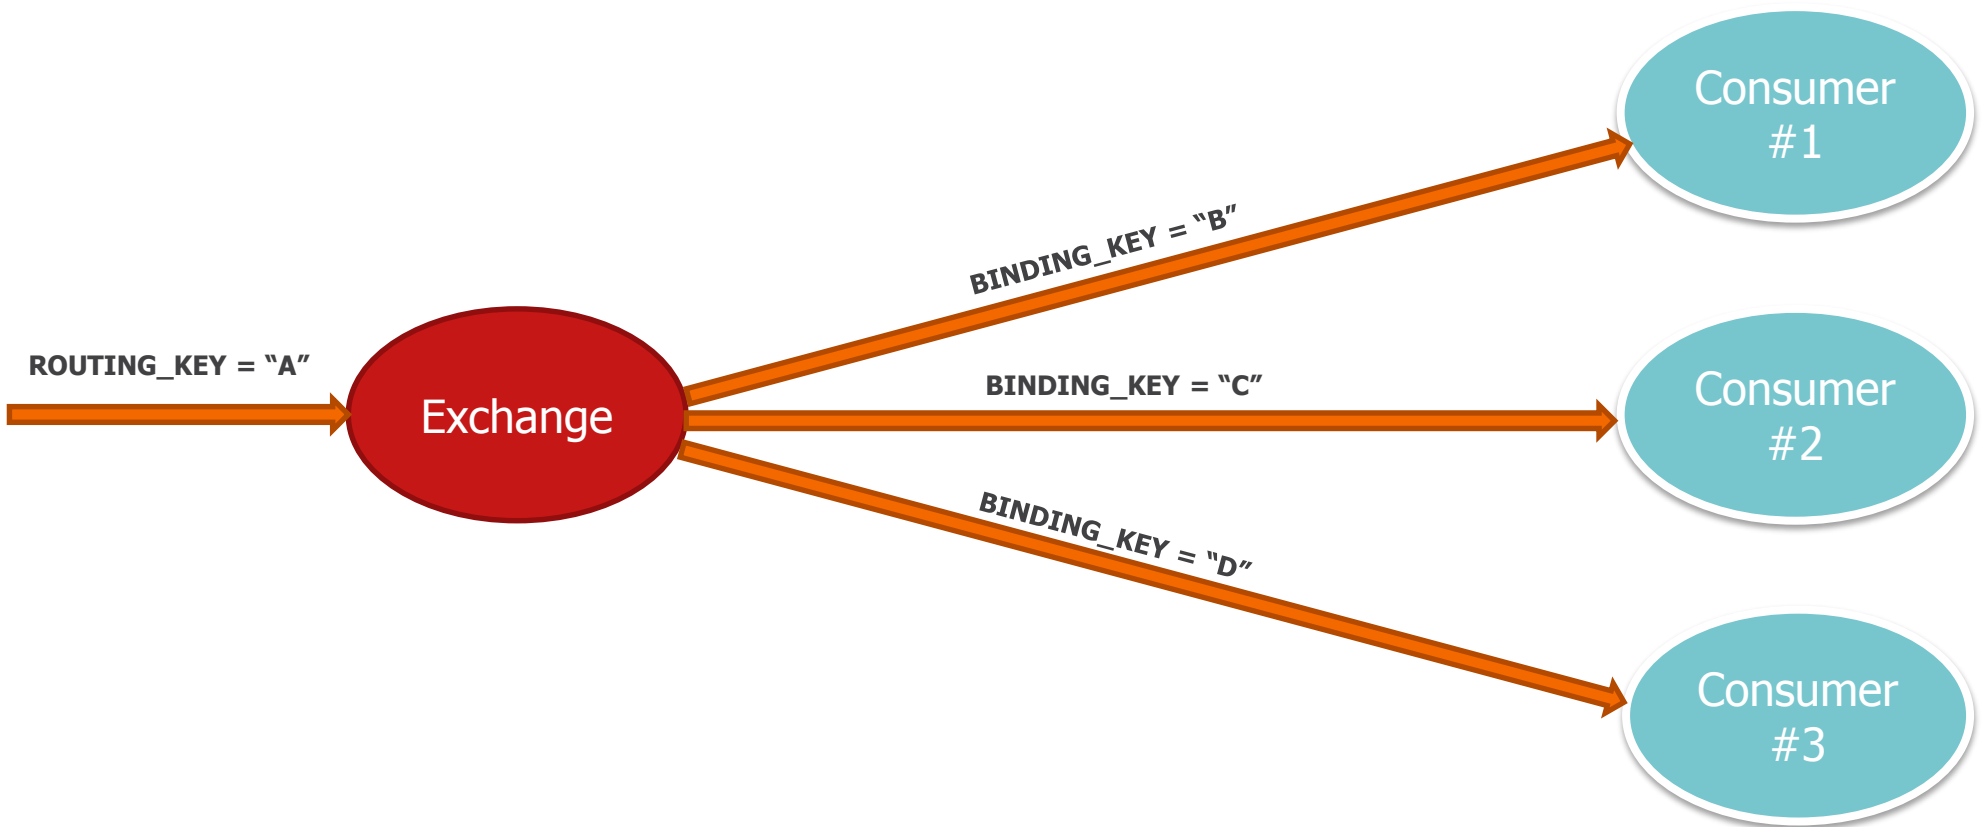 ROUTING_KEY = “A”
Exchange
BINDING_KEY = “B”
BINDING_KEY = “C”
BINDING_KEY = “D”
Consumer
#1
Consumer
#2
Consumer
#3